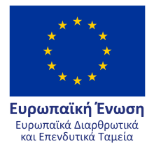 Ευρωπαϊκή Ένωση
Ευρωπαϊκά Διαρθρωτικά
και Επενδυτικά Ταμεία